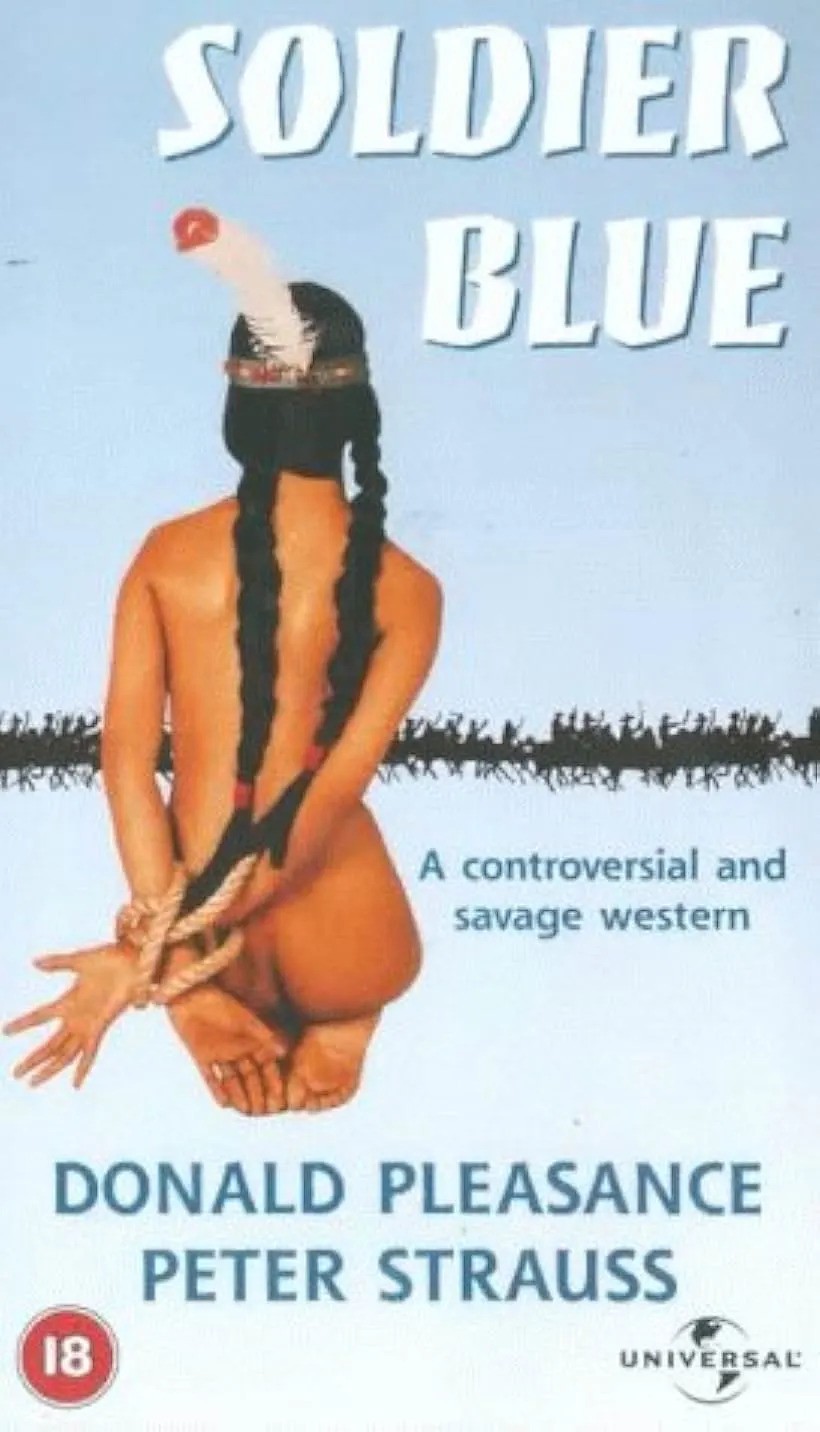 SOLDIER
BLUE
A controversial and
savage western
DONALD PLEASANCE
PETER STRAUSS
18
UNIVERSAL